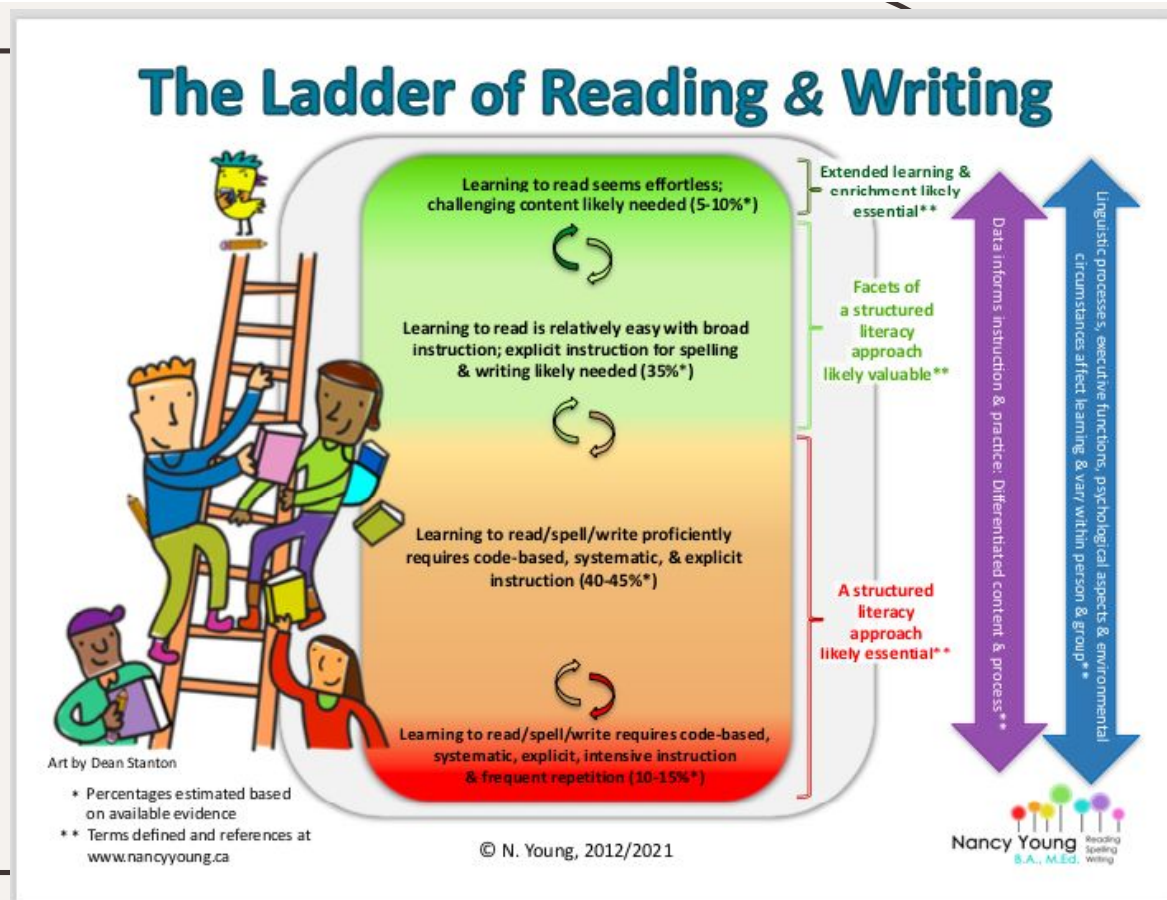 The Ladder of Reading & Writing
Learning to read seems effortless;
challenging content likely needed (5-10%*)
Learning to read is relatively easy with broad
instruction; explicit instruction for spelling
& writing likely needed (35%*)
Learning to read/spell/write proficiently
requires code-based, systematic, & explicit
instruction (40-45%*)
Learning to read/spell/write requires code-based,
systematic, explicit, intensive instruction
& frequent repetition (10-15%*)
Extended learning &
enrichment likely
essential**
Facets of
a structured
literacy
approach
likely valuable**
A structured
literacy
approach
likely essential**
Data informs instruction & practice: Differentiated content & process**
Linguistic processes, executive functions, psychological aspects & environmental
circumstances affect learning & vary within person & group**
Art by Dean Stanton
* Percentages estimated based
on available evidence
** Terms defined and references at
www.nancyyoung.ca
© N. Young, 2012/2021
Nancy Young
B.A., M.Ed.
Reading
Spelling
Writing